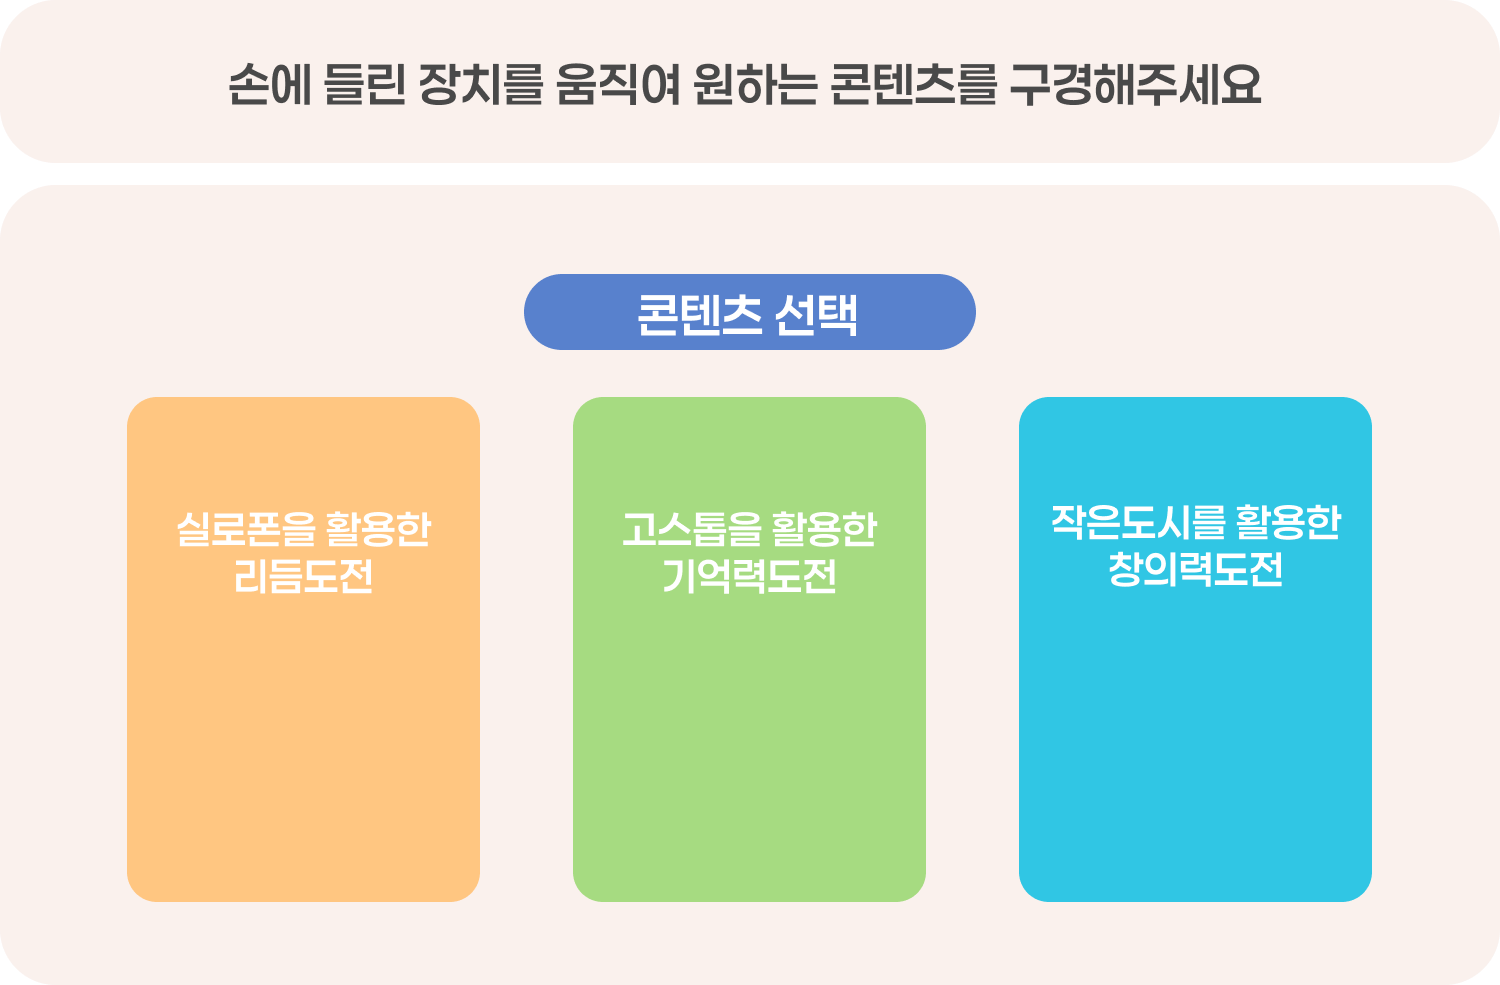 손에 들린 장치를 움직여 원하는 콘텐츠를 구경해주세요
콘텐츠 선택
실로폰을 활용한
리듬도전
고스톱을 활용한
기억력도전
작은도시를 활용한
창의력도전